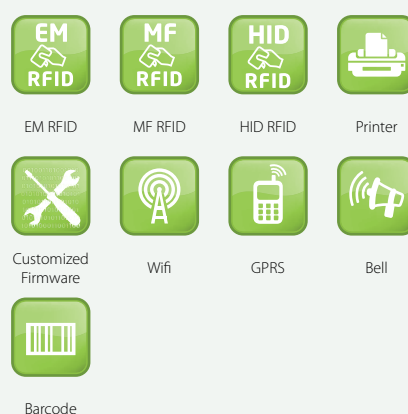 EM
RFID
MF
RFID
HID
RFID
EM RFID
MF RFID
HID RFID
Printer
Customized
Firmware
Wifi
GPRS
Bell
Barcode